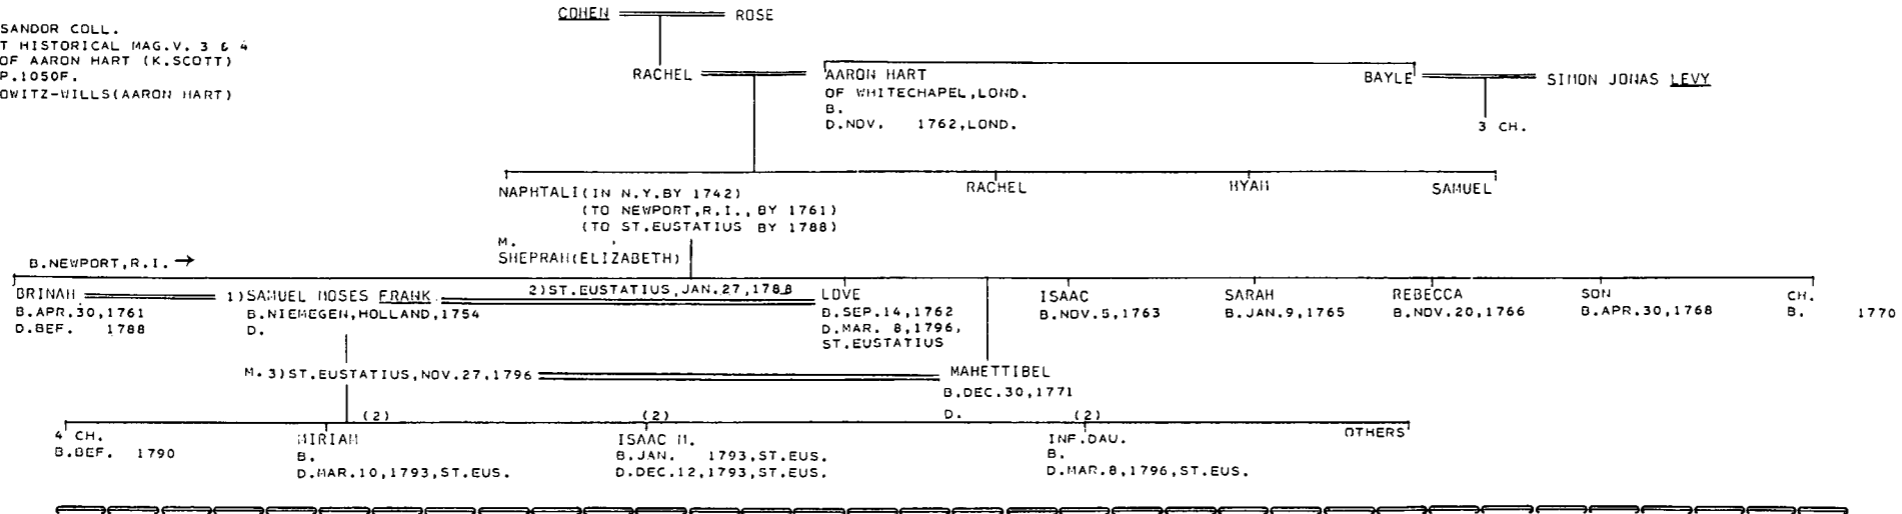 SANDOR COLL.
T HISTORICAL MAG.V. 3 & 4
OF AARON HART (K.SCOTT)
P.1050F.
OWITZ-WILLS(AARON HART)
COHEN ROSE
RACHEL AARON HART BAYLE SIMON JONAS LEVY
OF WHITECHAPEL,LOND.
B.
D.NOV. 1762,LOND.
3 CH.
NAPHTALI(IN N.Y.BY 1742) RACHEL HYAM SAMUEL
(TO NEWPORT,R.I.,BY 1761)
(TO ST.EUSTATIUS BY 1788)
M.
SHEPRAH(ELIZABETH)
B.NEWPORT,R.I. →
BRINAH 1)SAMUEL MOSES FRANK 2)ST.EUSTATIUS,JAN.27,1788 LOVE ISAAC SARAH REBECCA SON CH.
B.APR.30,1761 B.NIEMEGEN,HOLLAND,1754 B.SEP.14,1762 B.NOV.5,1763 B.JAN.9,1765 B.NOV.20,1766 B.APR.30,1768 B. 1770
D.BEF. 1788 D. D.MAR. 8,1796,
ST.EUSTATIUS
M.3)ST.EUSTATIUS,NOV.27,1796 MAHETTIBEL
B.DEC.30,1771
D.
(2) (2) (2)
4 CH. MIRIAM ISAAC M. INF.DAU. OTHERS
B.BEF. 1790 B. B.JAN. 1793,ST.EUS. B.
D.MAR.10,1793,ST.EUS. D.DEC.12,1793,ST.EUS. D.MAR.8,1796,ST.EUS.